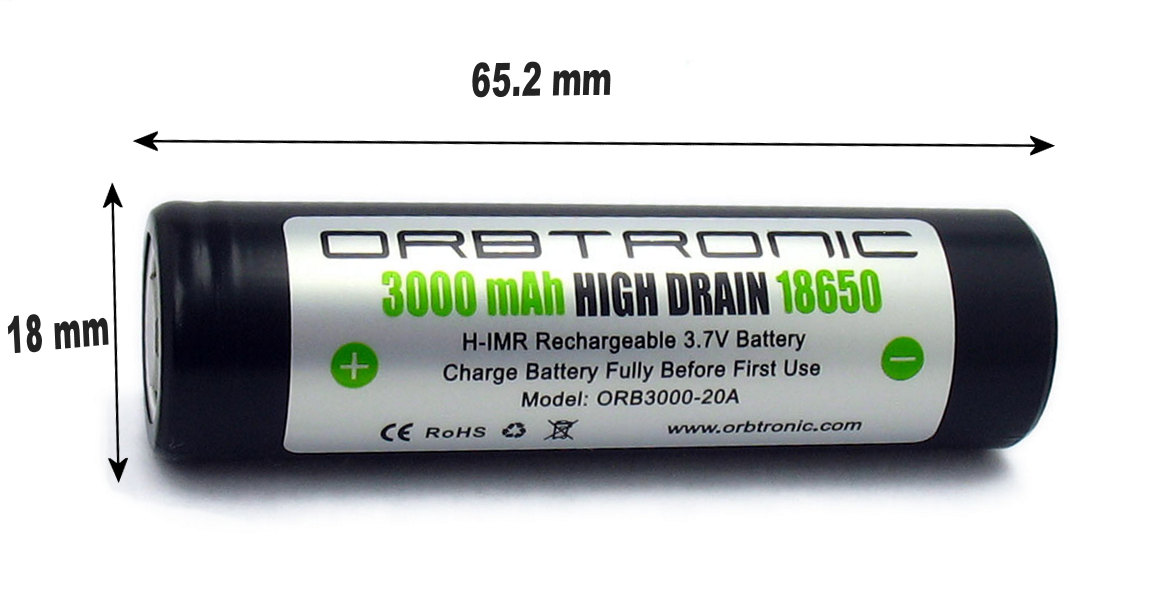 65.2 mm
18 mm
ORBTRONIC
3000 mAh HIGH DRAIN 18650
H-IMR Rechargeable 3.7V Battery
+
−
Charge Battery Fully Before First Use
Model: ORB3000-20A
CE RoHS
www.orbtronic.com